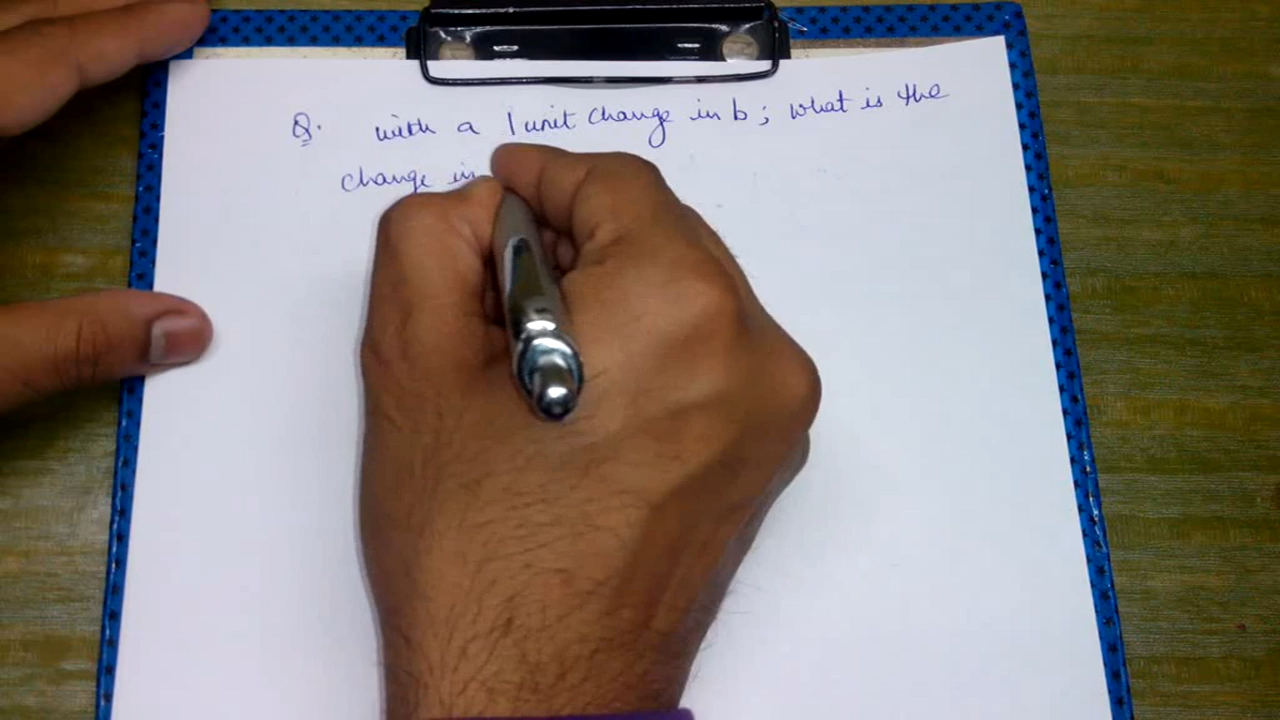 Q. with a 1 unit change in b; what is the
change in